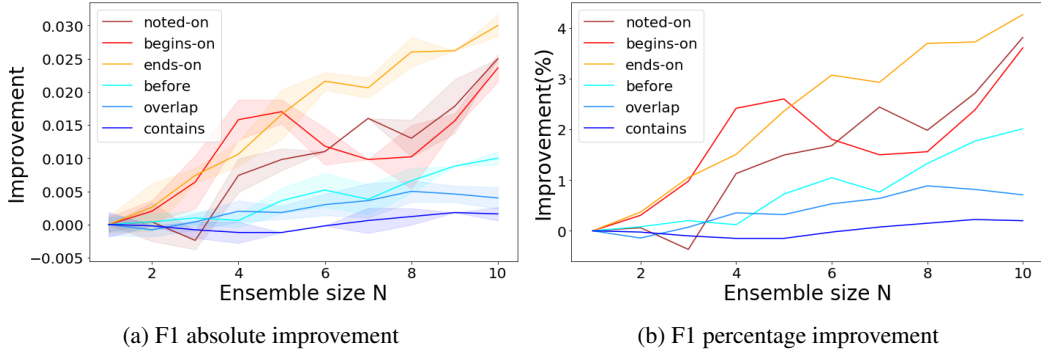 noted-on
begins-on
ends-on
before
overlap
contains
0.030
0.025
0.020
0.015
0.010
0.005
0.000
−0.005
Improvement
2 4 6 8 10
Ensemble size N
(a) F1 absolute improvement
noted-on
begins-on
ends-on
before
overlap
contains
4
3
2
1
0
Improvement(%)
2 4 6 8 10
Ensemble size N
(b) F1 percentage improvement